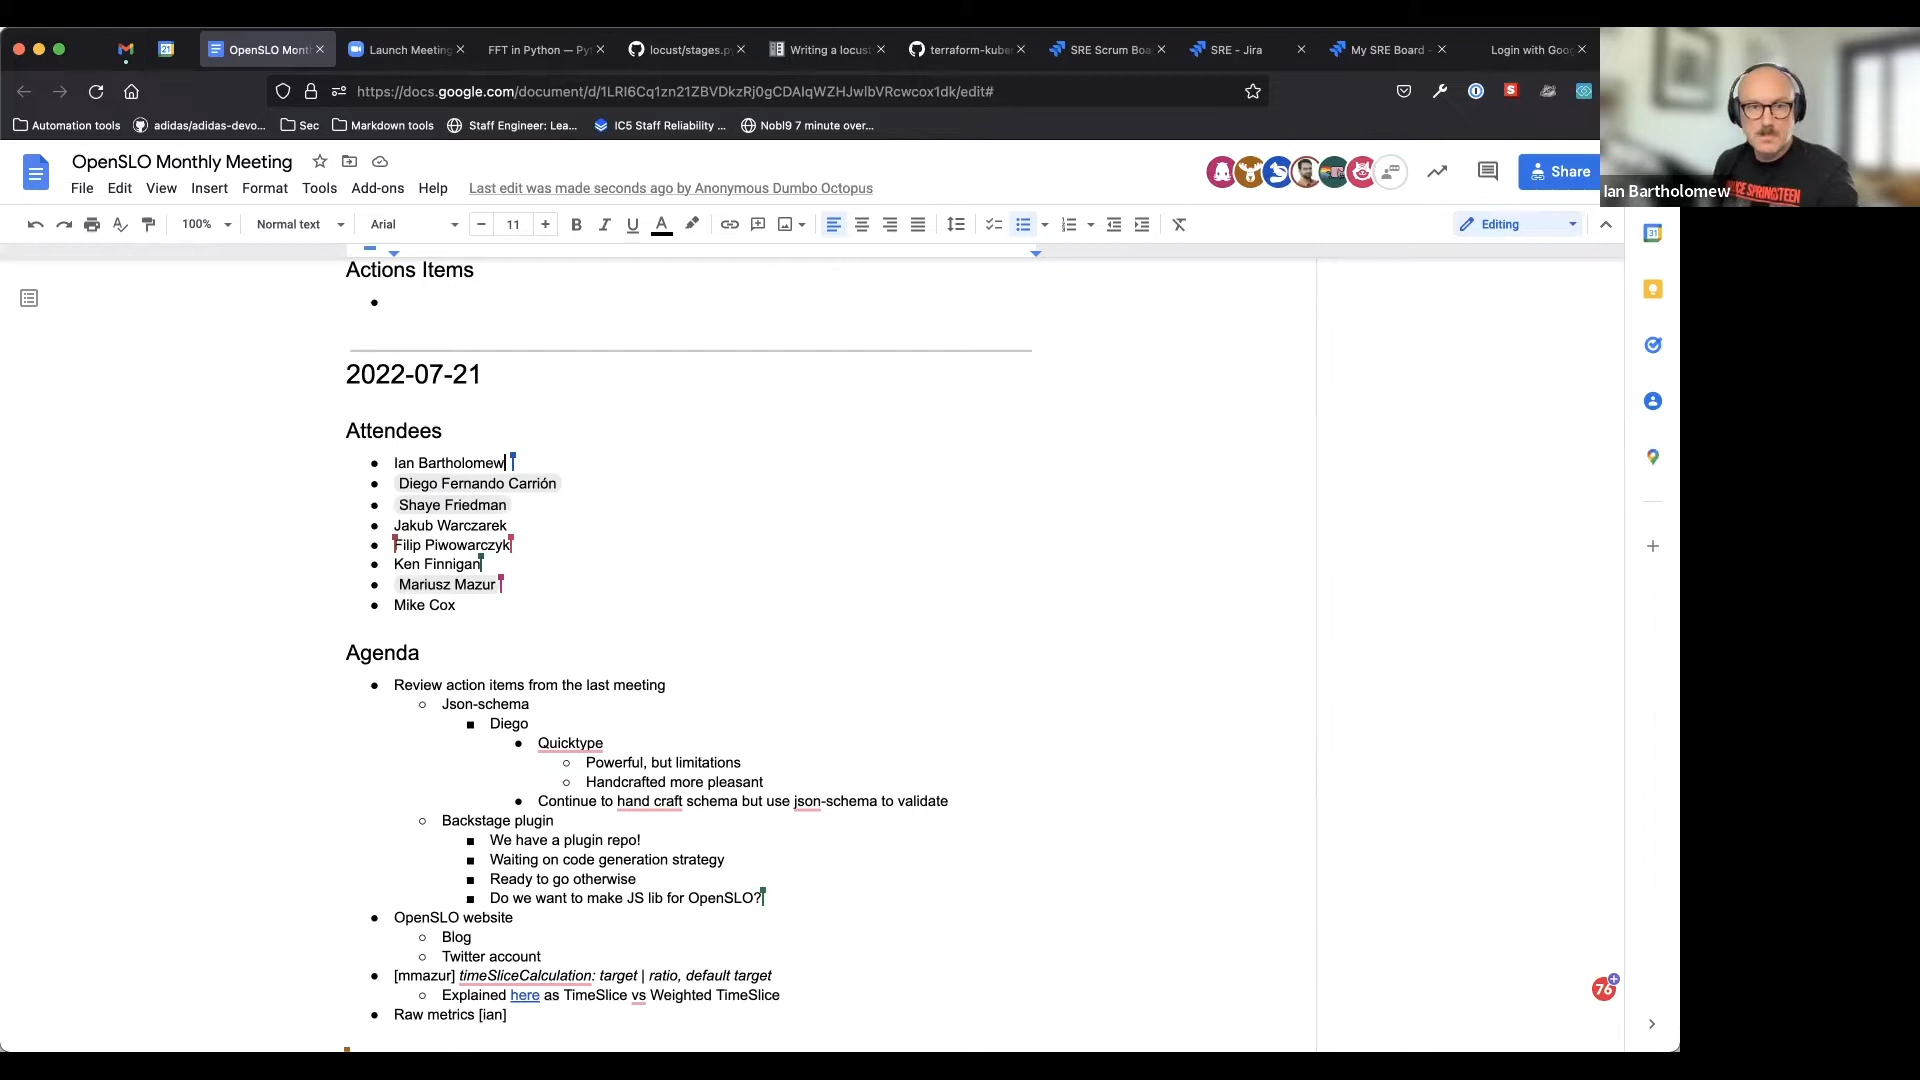 OpenSLO Mont
Launch Meeting
FFT in Python — Pyt
locust/stages.p
Writing a locust
terraform-kube
SRE Scrum Boa
SRE - Jira
My SRE Board -
Login with Goo
https://docs.google.com/document/d/1LRI6Cq1zn21ZBVDkzRj0gCDAlqWZHJwlbVRcwcox1dk/edit#
Automation tools
adidas/adidas-devo...
Sec
Markdown tools
Staff Engineer: Lea...
IC5 Staff Reliability ...
Nobl9 7 minute over...
Ian Bartholomew
OpenSLO Monthly Meeting
Share
File Edit View Insert Format Tools Add-ons Help
Last edit was made seconds ago by Anonymous Dumbo Octopus
100% Normal text Arial 11 B I U A Editing
Actions Items
2022-07-21
Attendees
Ian Bartholomew
Diego Fernando Carrión
Shaye Friedman
Jakub Warczarek
Filip Piwowarczyk
Ken Finnigan
Mariusz Mazur
Mike Cox
Agenda
Review action items from the last meeting
Json-schema
Diego
Quicktype
Powerful, but limitations
Handcrafted more pleasant
Continue to hand craft schema but use json-schema to validate
Backstage plugin
We have a plugin repo!
Waiting on code generation strategy
Ready to go otherwise
Do we want to make JS lib for OpenSLO?
OpenSLO website
Blog
Twitter account
[mmazur] timeSliceCalculation: target | ratio, default target
Explained here as TimeSlice vs Weighted TimeSlice
Raw metrics [ian]
76